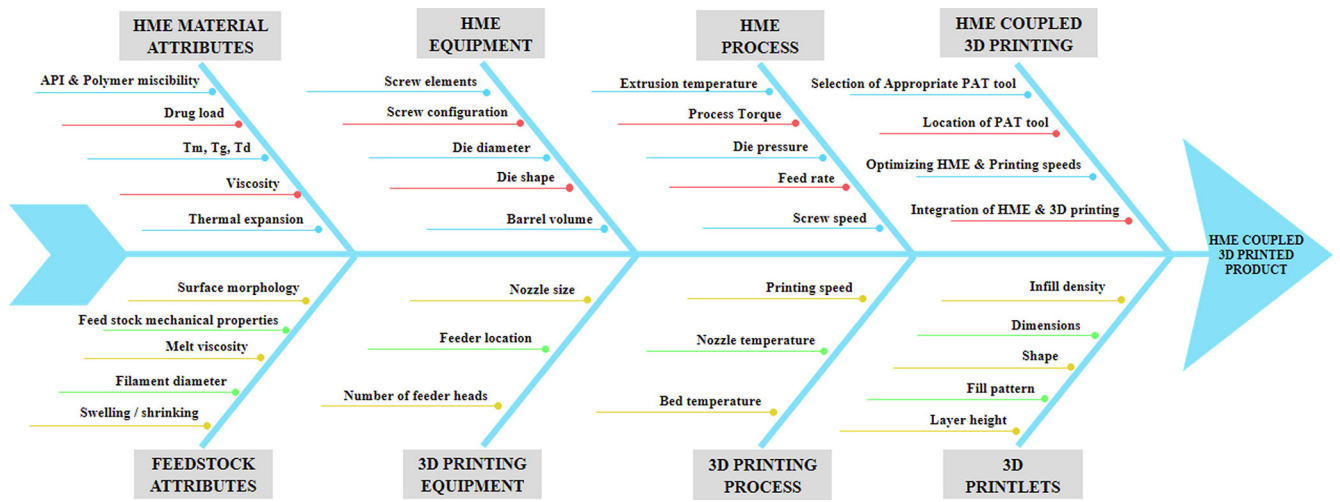 HME MATERIAL
ATTRIBUTES
API & Polymer miscibility
Drug load
Tm, Tg, Td
Viscosity
Thermal expansion
HME
EQUIPMENT
Screw elements
Screw configuration
Die diameter
Die shape
Barrel volume
HME
PROCESS
Extrusion temperature
Process Torque
Die pressure
Feed rate
Screw speed
HME COUPLED
3D PRINTING
Selection of Appropriate PAT tool
Location of PAT tool
Optimizing HME & Printing speeds
Integration of HME & 3D printing
HME COUPLED
3D PRINTED
PRODUCT
Surface morphology
Feed stock mechanical properties
Melt viscosity
Filament diameter
Swelling / shrinking
FEEDSTOCK
ATTRIBUTES
Nozzle size
Feeder location
Number of feeder heads
3D PRINTING
EQUIPMENT
Printing speed
Nozzle temperature
Bed temperature
3D PRINTING
PROCESS
Infill density
Dimensions
Shape
Fill pattern
Layer height
3D
PRINTLETS